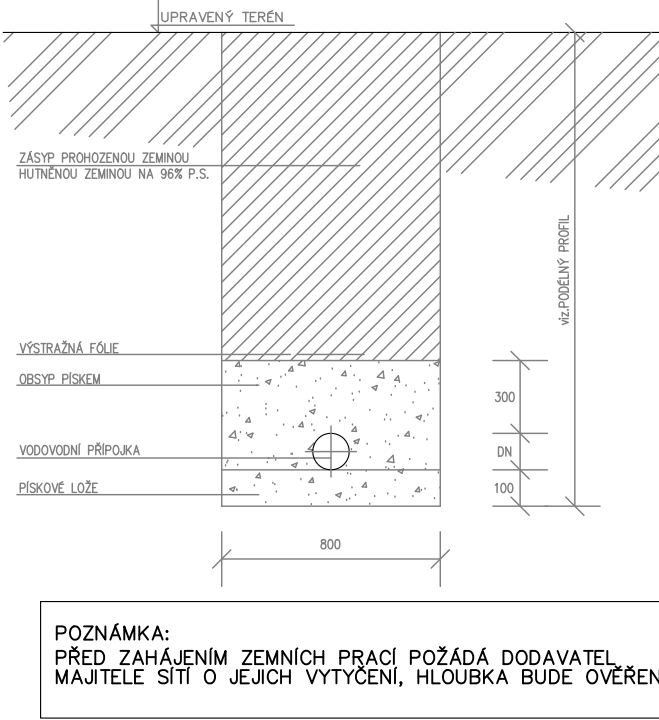 UPRAVENÝ TERÉN
ZÁSYP PROHOZENOU ZEMINOU
HUTNĚNOU ZEMINOU NA 96% P.S.
viz.PODÉLNÝ PROFIL
VÝSTRAŽNÁ FÓLIE
OBSYP PÍSKEM
300
VODOVODNÍ PŘÍPOJKA
DN
PÍSKOVÉ LOŽE
100
800
POZNÁMKA:
PŘED ZAHÁJENÍM ZEMNÍCH PRACÍ POŽÁDÁ DODAVATEL
MAJITELE SÍTÍ O JEJICH VYTYČENÍ, HLOUBKA BUDE OVĚŘEN